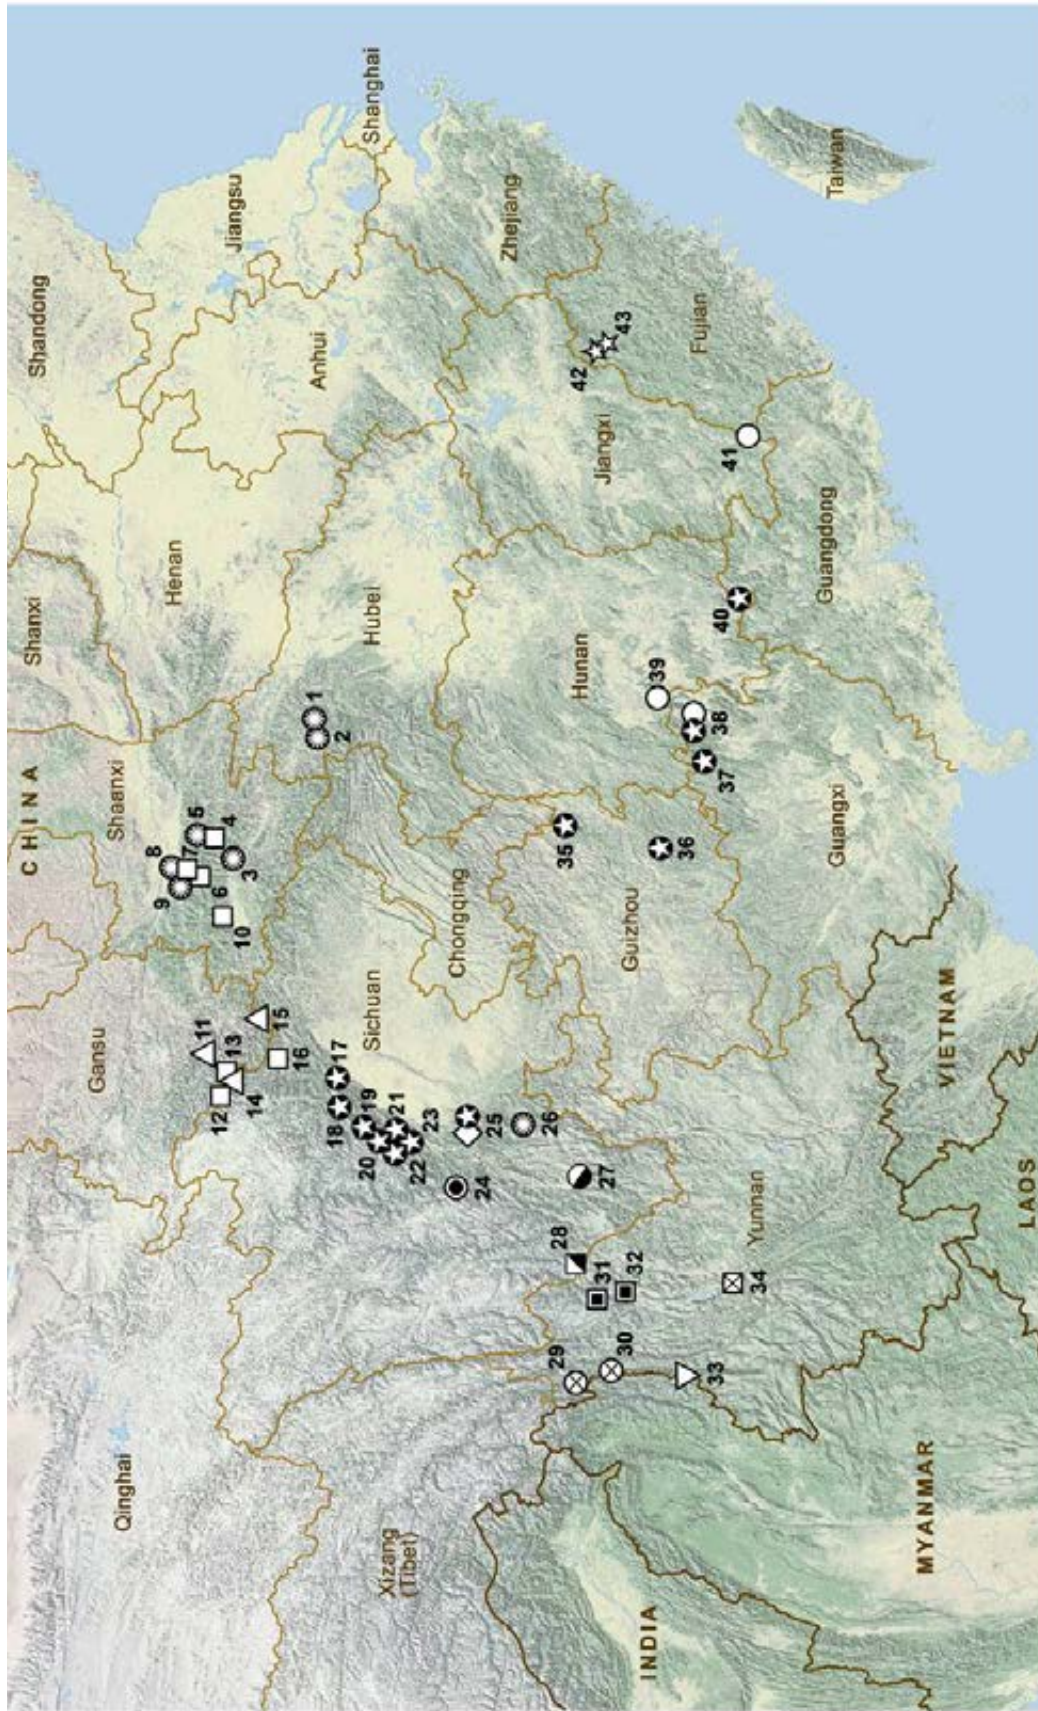 CHINA
Shanxi
Shandong
Gansu
Shaanxi
Henan
Jiangsu
Qinghai
Anhui
Shanghai
Hubei
Sichuan
Xizang
(Tibet)
Chongqing
Zhejiang
Hunan
Jiangxi
Guizhou
Fujian
INDIA
Yunnan
Guangxi
Guangdong
Taiwan
MYANMAR
VIETNAM
LAOS
1
2
3
4
5
6
7
8
9
10
11
12
13
14
15
16
17
18
19
20
21
22
23
24
25
26
27
28
29
30
31
32
33
34
35
36
37
38
39
40
41
42
43